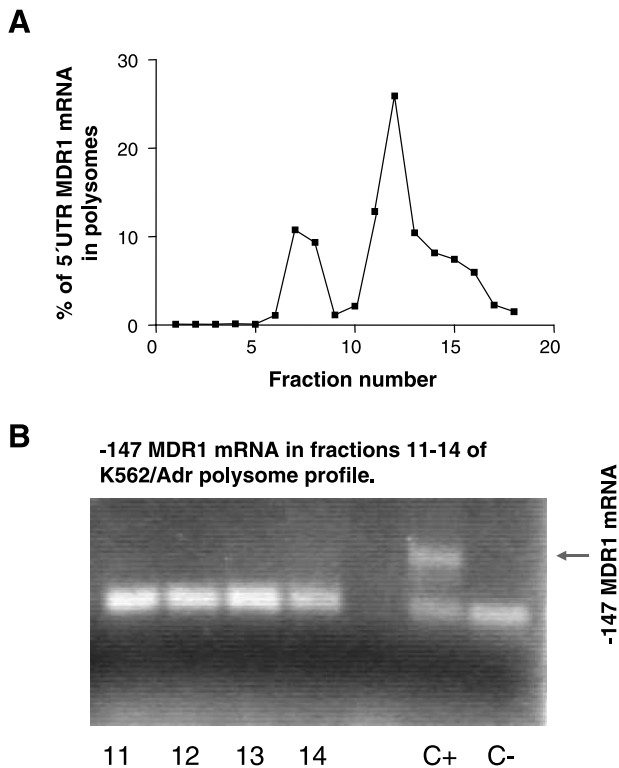 A
% of 5´UTR MDR1 mRNA
in polysomes
30
20
10
0
0
5
10
15
20
Fraction number
B
-147 MDR1 mRNA in fractions 11-14 of
K562/Adr polysome profile.
-147 MDR1 mRNA
11 12 13 14 C+ C-